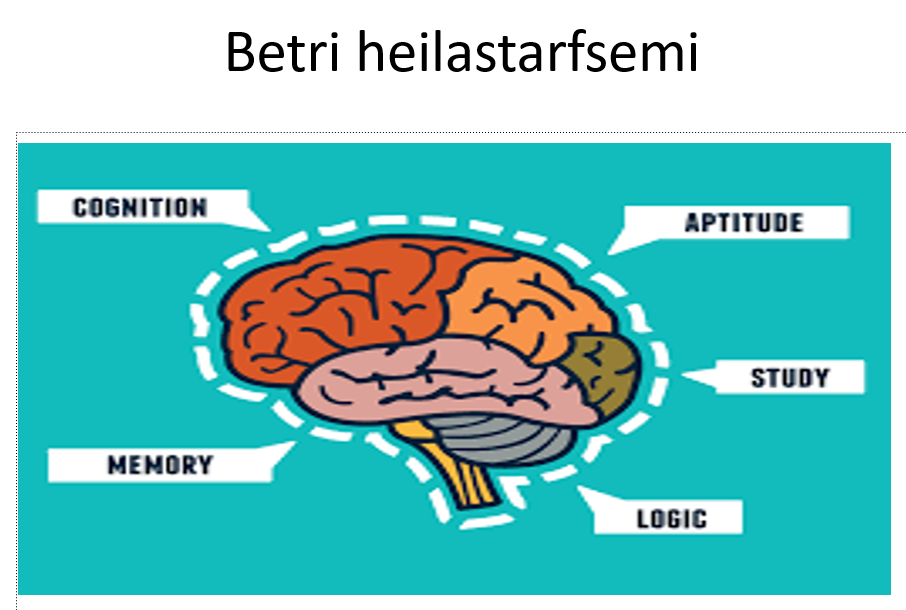 Betri heilastarfsemi
COGNITION
APTITUDE
STUDY
MEMORY
LOGIC